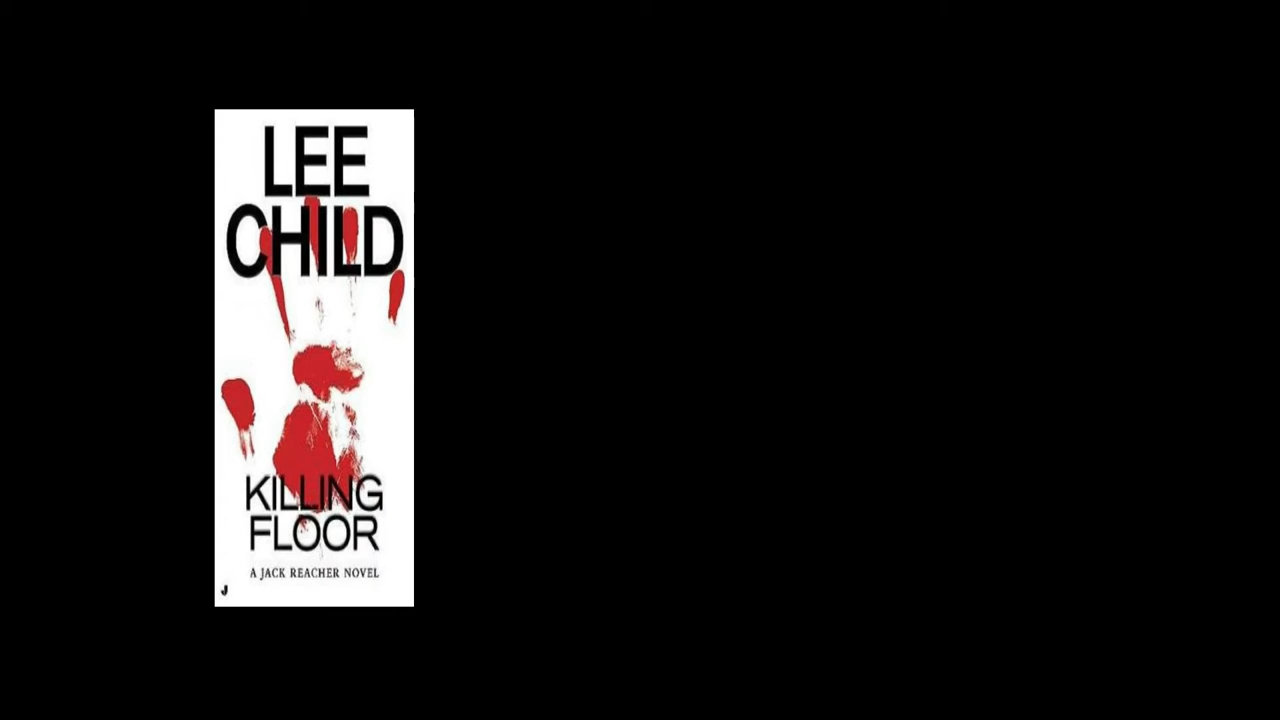 LEE
CHILD
KILLING
FLOOR
A JACK REACHER NOVEL
J